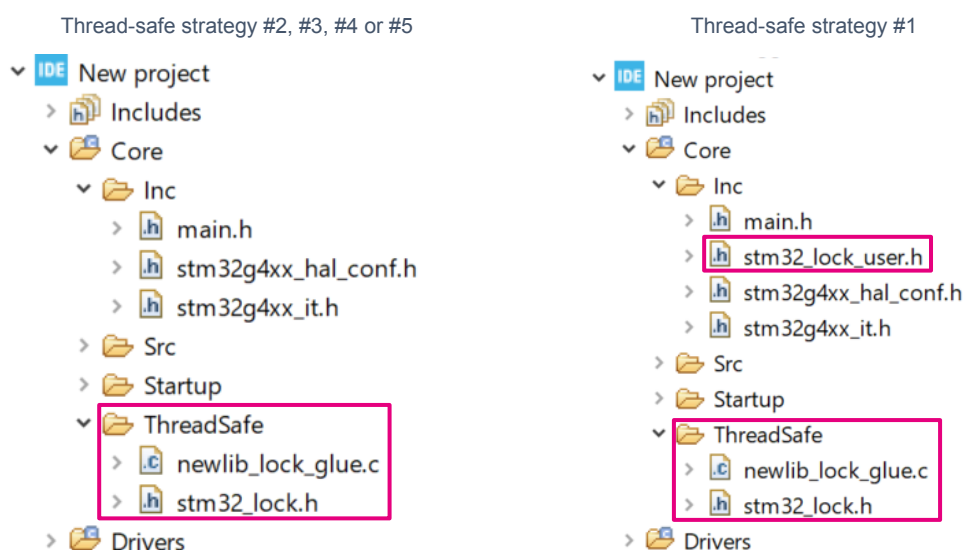 Thread-safe strategy #2, #3, #4 or #5
IDE New project
Includes
Core
Inc
.h main.h
.h stm32g4xx_hal_conf.h
.h stm32g4xx_it.h
Src
Startup
ThreadSafe
.c newlib_lock_glue.c
.h stm32_lock.h
Drivers
Thread-safe strategy #1
IDE New project
Includes
Core
Inc
.h main.h
.h stm32_lock_user.h
.h stm32g4xx_hal_conf.h
.h stm32g4xx_it.h
Src
Startup
ThreadSafe
.c newlib_lock_glue.c
.h stm32_lock.h
Drivers